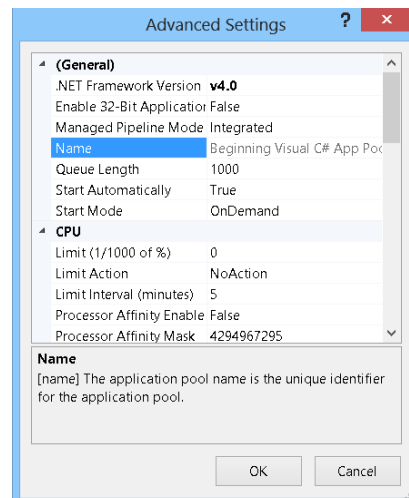 Advanced Settings
? ×
(General)
.NET Framework Version v4.0
Enable 32-Bit Application False
Managed Pipeline Mode Integrated
Name Beginning Visual C# App Poo
Queue Length 1000
Start Automatically True
Start Mode OnDemand
CPU
Limit (1/1000 of %) 0
Limit Action NoAction
Limit Interval (minutes) 5
Processor Affinity Enable False
Processor Affinity Mask 4294967295
Name
[name] The application pool name is the unique identifier
for the application pool.
OK Cancel